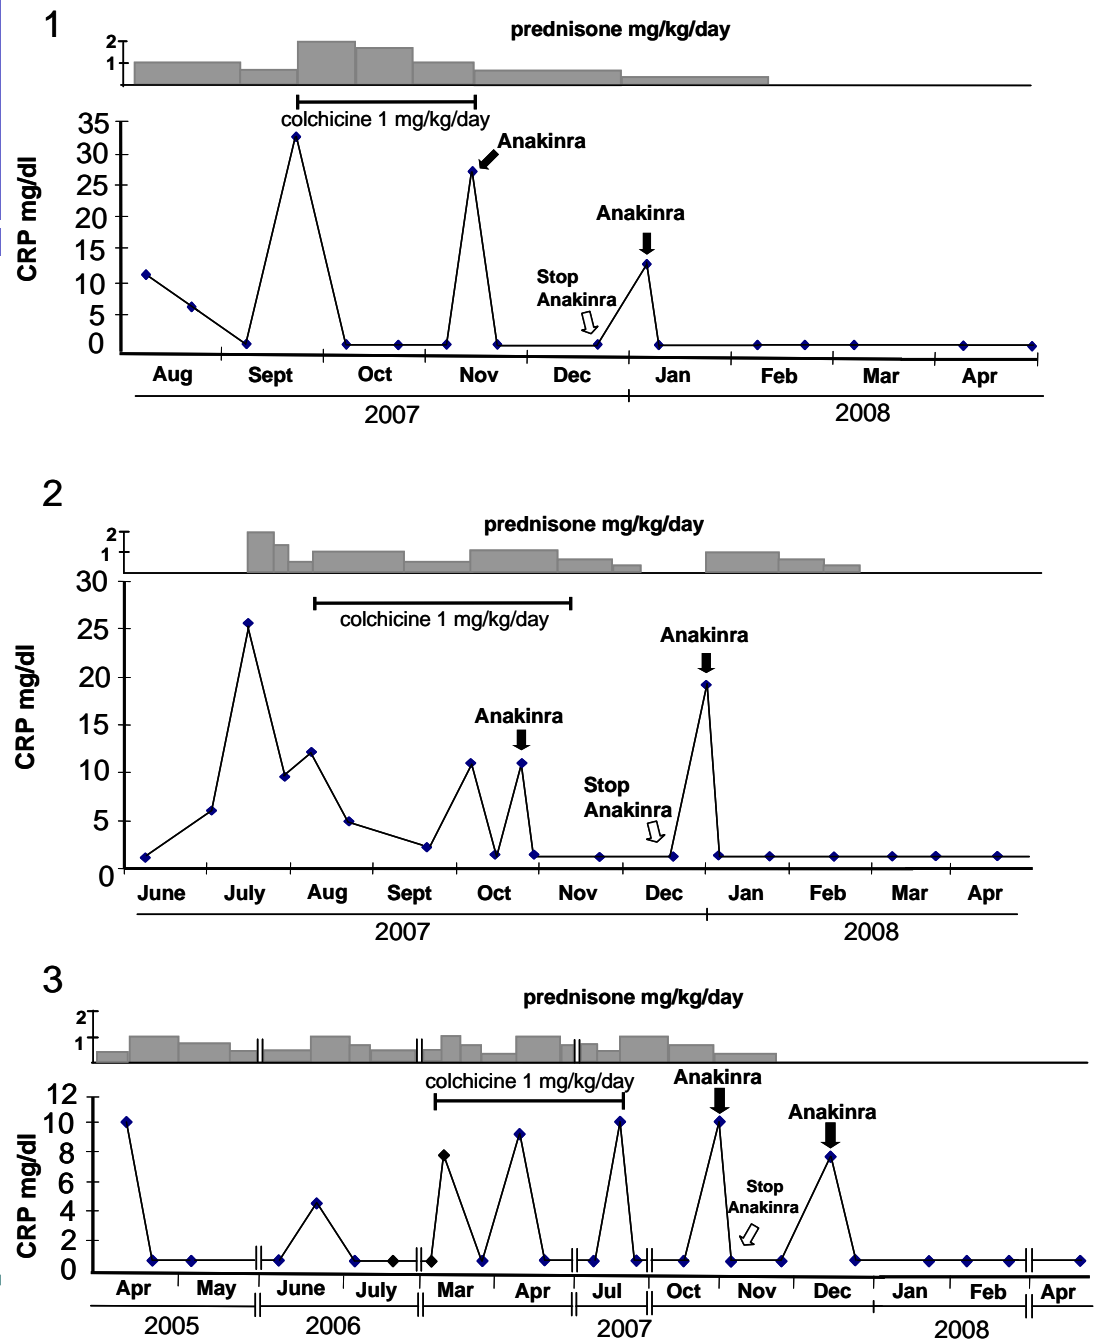 1
prednisone mg/kg/day
2
1
colchicine 1 mg/kg/day
Anakinra
Anakinra
Stop
Anakinra
CRP mg/dl
35
30
25
20
15
10
5
0
Aug Sept Oct Nov Dec Jan Feb Mar Apr
2007 2008
2
prednisone mg/kg/day
2
1
colchicine 1 mg/kg/day
Anakinra
Anakinra
Stop
Anakinra
CRP mg/dl
30
25
20
15
10
5
0
June July Aug Sept Oct Nov Dec Jan Feb Mar Apr
2007 2008
3
prednisone mg/kg/day
2
1
colchicine 1 mg/kg/day
Anakinra
Anakinra
Stop
Anakinra
CRP mg/dl
12
10
8
6
4
2
0
Apr May June July Mar Apr Jul Oct Nov Dec Jan Feb Apr
2005 2006 2007 2008